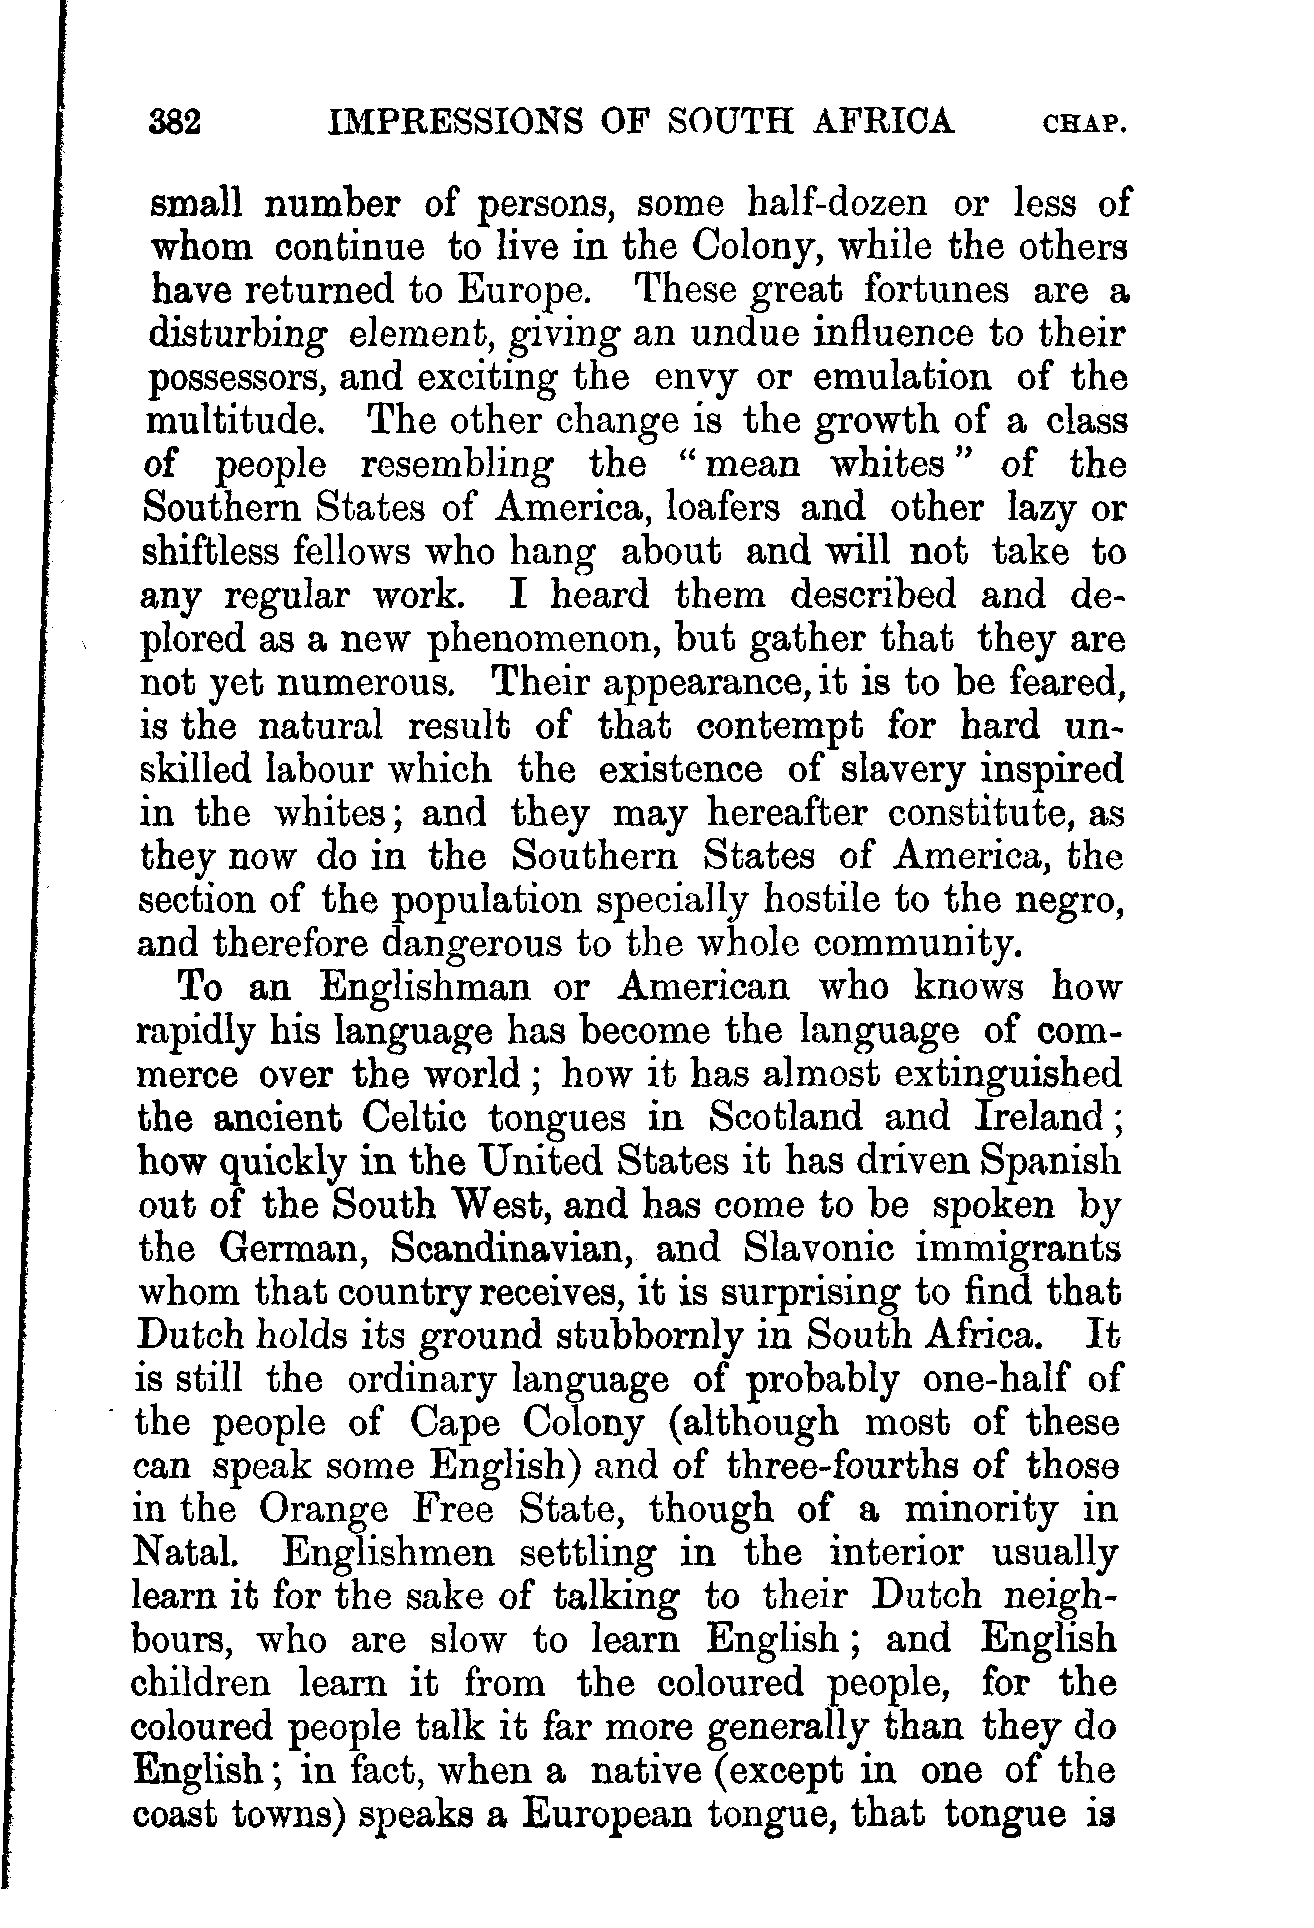 382 IMPRESSIONS OF SOUTH AFRICA CHAP.
small number of persons, some half-dozen or less of
whom continue to live in the Colony, while the others
have returned to Europe. These great fortunes are a
disturbing element, giving an undue influence to their
possessors, and exciting the envy or emulation of the
multitude. The other change is the growth of a class
of people resembling the “mean whites” of the
Southern States of America, loafers and other lazy or
shiftless fellows who hang about and will not take to
any regular work. I heard them described and de-
plored as a new phenomenon, but gather that they are
not yet numerous. Their appearance, it is to be feared,
is the natural result of that contempt for hard un-
skilled labour which the existence of slavery inspired
in the whites; and they may hereafter constitute, as
they now do in the Southern States of America, the
section of the population specially hostile to the negro,
and therefore dangerous to the whole community.
To an Englishman or American who knows how
rapidly his language has become the language of com-
merce over the world; how it has almost extinguished
the ancient Celtic tongues in Scotland and Ireland;
how quickly in the United States it has driven Spanish
out of the South West, and has come to be spoken by
the German, Scandinavian, and Slavonic immigrants
whom that country receives, it is surprising to find that
Dutch holds its ground stubbornly in South Africa. It
is still the ordinary language of probably one-half of
the people of Cape Colony (although most of these
can speak some English) and of three-fourths of those
in the Orange Free State, though of a minority in
Natal. Englishmen settling in the interior usually
learn it for the sake of talking to their Dutch neigh-
bours, who are slow to learn English; and English
children learn it from the coloured people, for the
coloured people talk it far more generally than they do
English; in fact, when a native (except in one of the
coast towns) speaks a European tongue, that tongue is